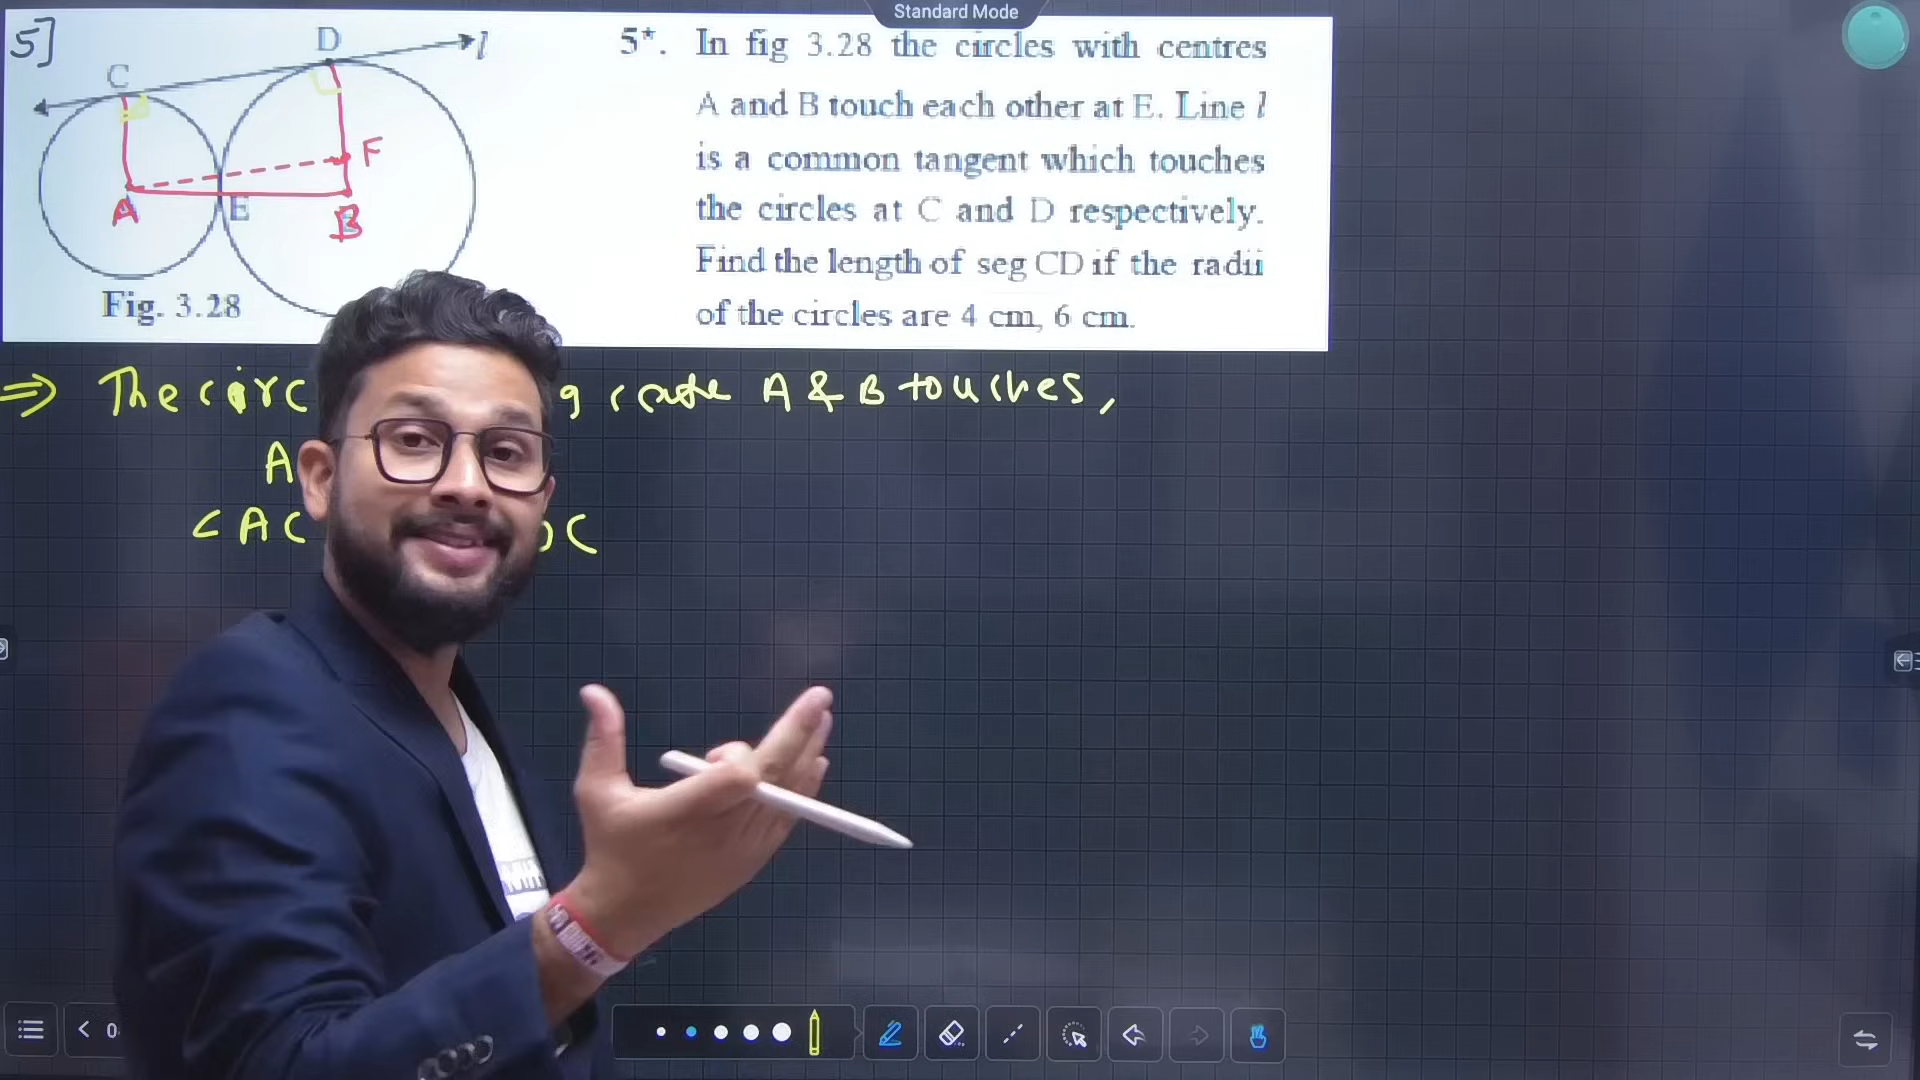 Standard Mode
5]
D
l
C
F
A
E
B
Fig. 3.28
5*. In fig 3.28 the circles with centres
A and B touch each other at E. Line l
is a common tangent which touches
the circles at C and D respectively.
Find the length of seg CD if the radii
of the circles are 4 cm, 6 cm.
⇒ The circ A & B touches,
A
< AC DC
0